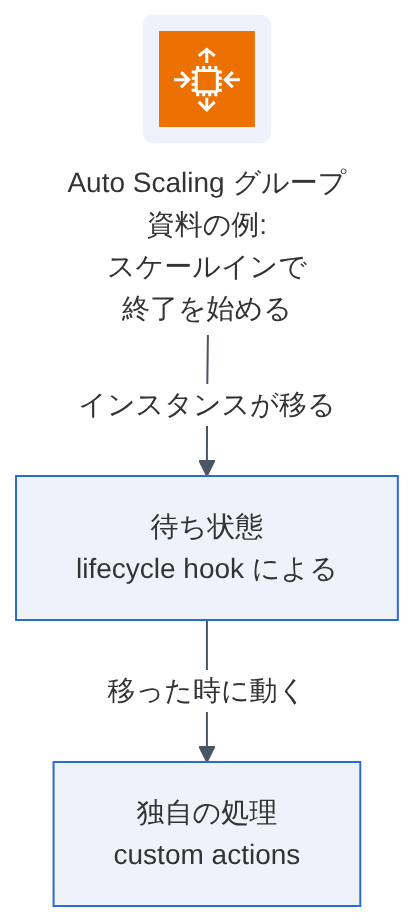 Auto Scaling グループ
資料の例:
スケールインで
終了を始める
インスタンスが移る
待ち状態
lifecycle hook による
移った時に動く
独自の処理
custom actions